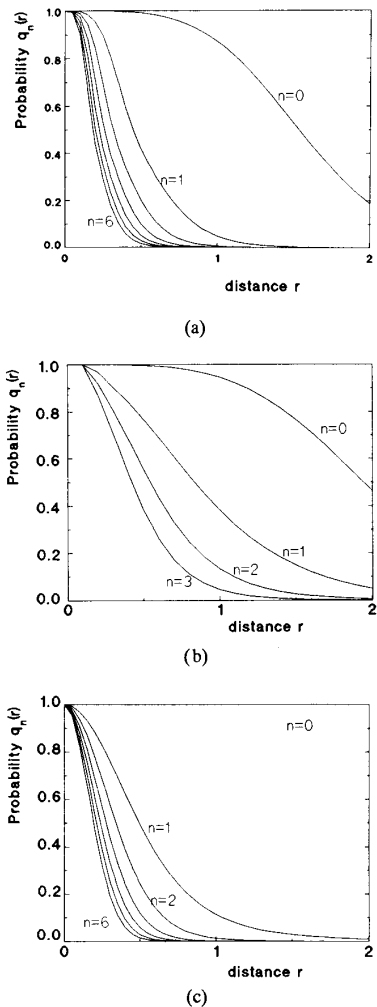 Probability qn(r)
1.0
0.8
0.6
0.4
0.2
0.0
n=0
n=1
n=6
0
1
2
distance r
(a)
Probability qn(r)
1.0
0.8
0.6
0.4
0.2
0.0
n=0
n=1
n=2
n=3
0
1
2
distance r
(b)
Probability qn(r)
1.0
0.8
0.6
0.4
0.2
0.0
n=0
n=1
n=2
n=6
0
1
2
distance r
(c)